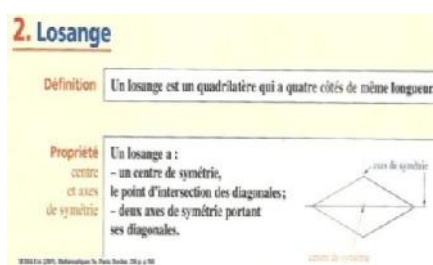 2. Losange
Définition
Un losange est un quadrilatère qui a quatre côtés de même longueur
Propriété
centre
et axes
de symétrie
Un losange a :
– un centre de symétrie,
le point d'intersection des diagonales ;
– deux axes de symétrie portant
ses diagonales.
axes de symétrie
centre de symétrie